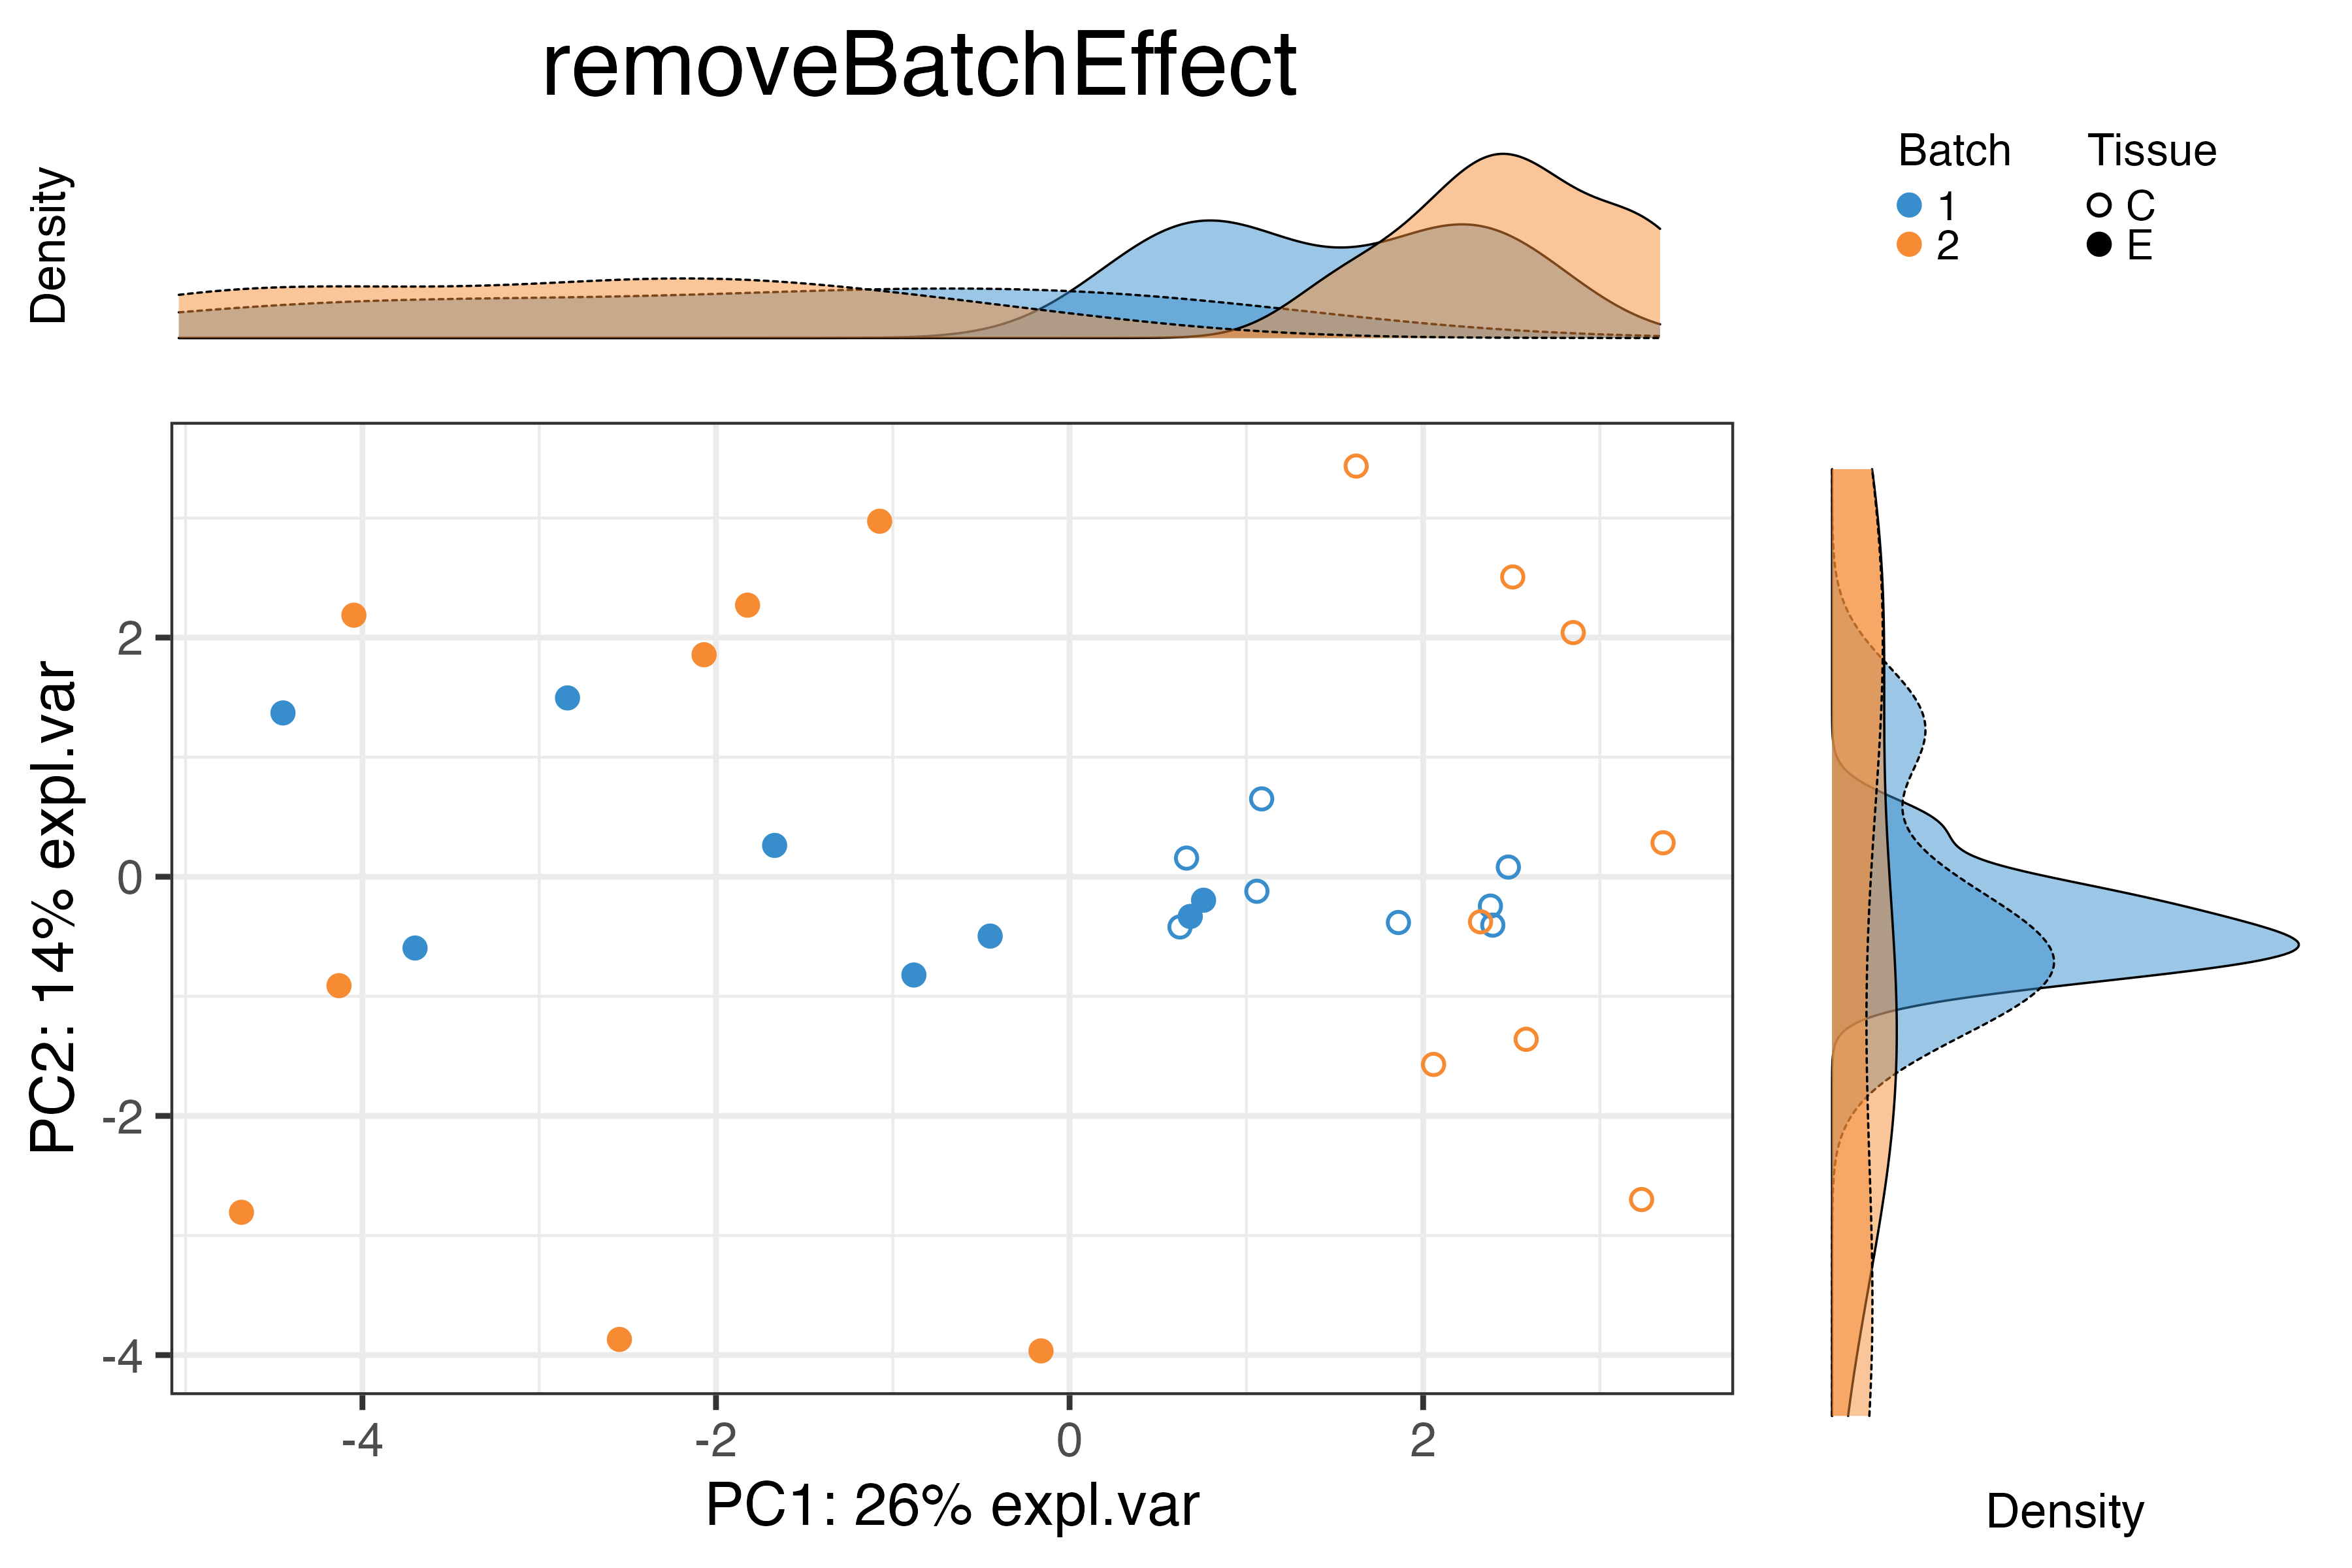 removeBatchEffect
Density
Batch
1
2
Tissue
C
E
PC2: 14% expl.var
2
0
-2
-4
-4
-2
0
2
PC1: 26% expl.var
Density